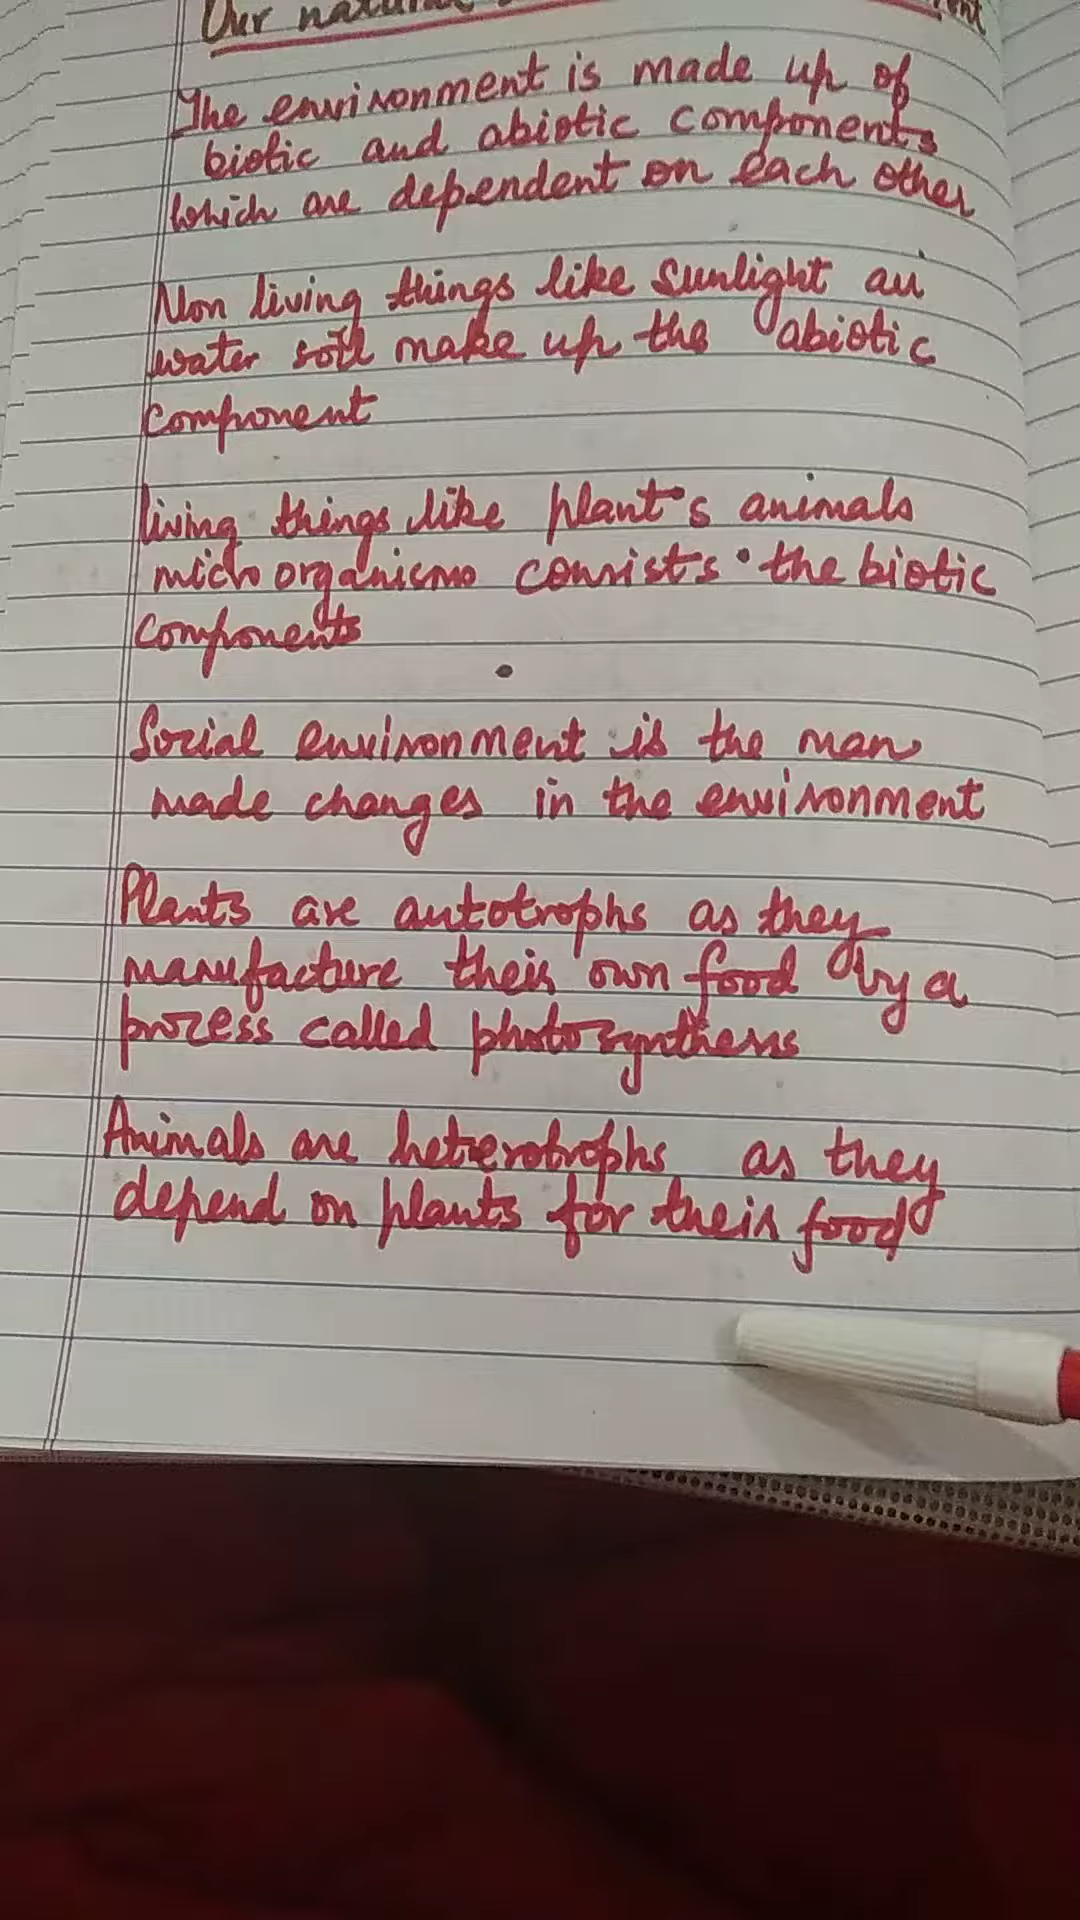 Our natural
The environment is made up of
biotic and abiotic components
which are dependent on each other
Non living things like Sunlight air
water soil make up the abiotic
component
living things like plant's animals
micro organisms consists the biotic
components
Social environment is the man
made changes in the environment
Plants are autotrophs as they
manufacture their own food by a
process called photosynthesis
Animals are heterotrophs as they
depend on plants for their food